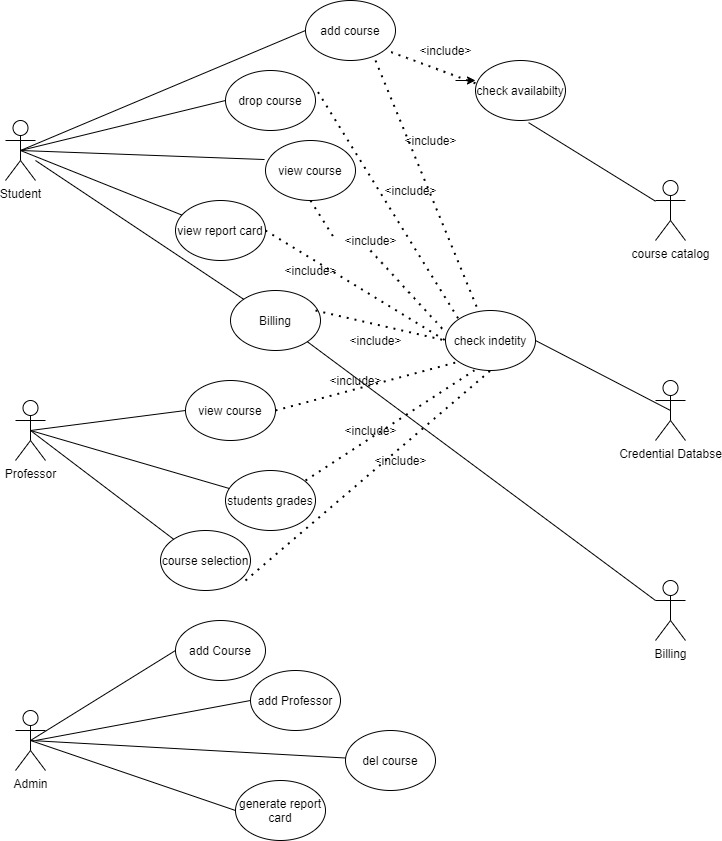 add course
<include>
check availabilty
drop course
<include>
view course
<include>
Student
view report card
<include>
course catalog
<include>
Billing
check indetity
<include>
<include>
view course
<include>
Professor
Credential Databse
<include>
students grades
course selection
add Course
Billing
add Professor
del course
Admin
generate report
card